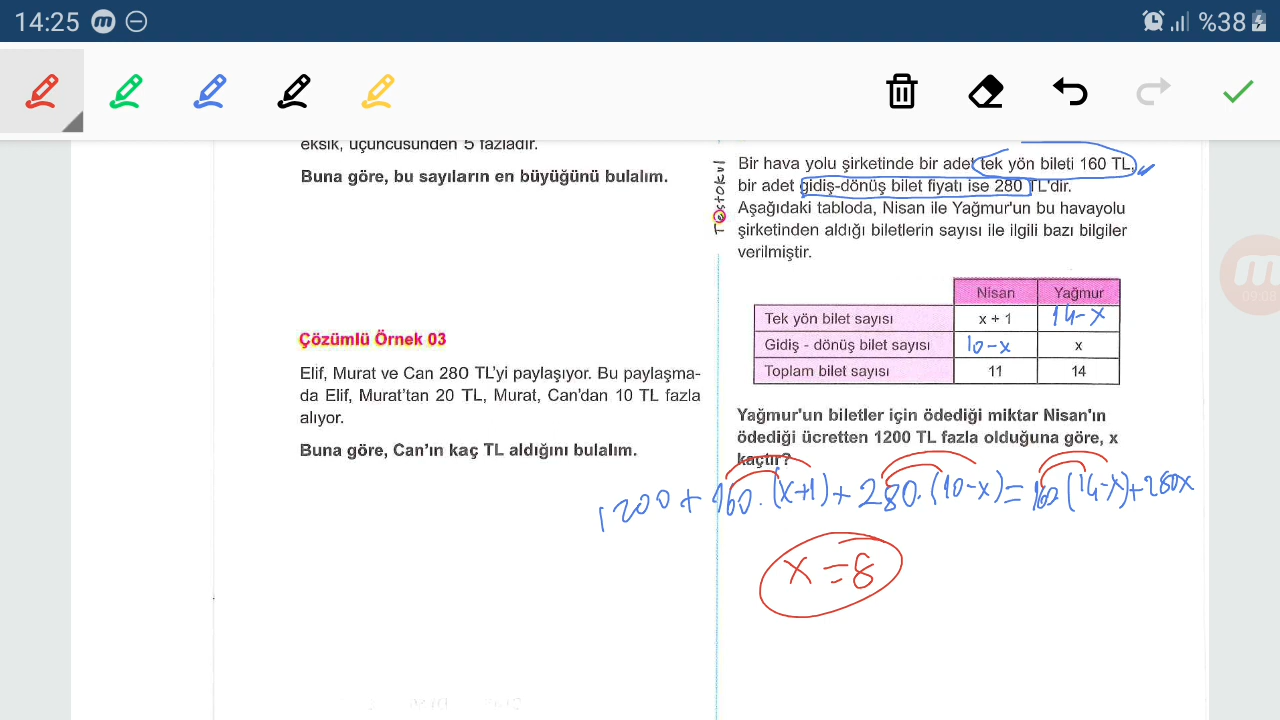 14:25
%38
eksik, üçüncüsünden 5 fazladır.
Buna göre, bu sayıların en büyüğünü bulalım.
Çözümlü Örnek 03
Elif, Murat ve Can 280 TL'yi paylaşıyor. Bu paylaşma-
da Elif, Murat'tan 20 TL, Murat, Can'dan 10 TL fazla
alıyor.
Buna göre, Can'ın kaç TL aldığını bulalım.
Testokul
Bir hava yolu şirketinde bir adet tek yön bileti 160 TL,
bir adet gidiş-dönüş bilet fiyatı ise 280 TL'dir.
Aşağıdaki tabloda, Nisan ile Yağmur'un bu havayolu
şirketinden aldığı biletlerin sayısı ile ilgili bazı bilgiler
verilmiştir.
Nisan Yağmur
Tek yön bilet sayısı x + 1 14-x
Gidiş - dönüş bilet sayısı 10-x x
Toplam bilet sayısı 11 14
Yağmur'un biletler için ödediği miktar Nisan'ın
ödediği ücretten 1200 TL fazla olduğuna göre, x
kaçtır?
1200 + 160.(x+1) + 280.(10-x) = 160.(14-x)+280x
x = 8
09:08